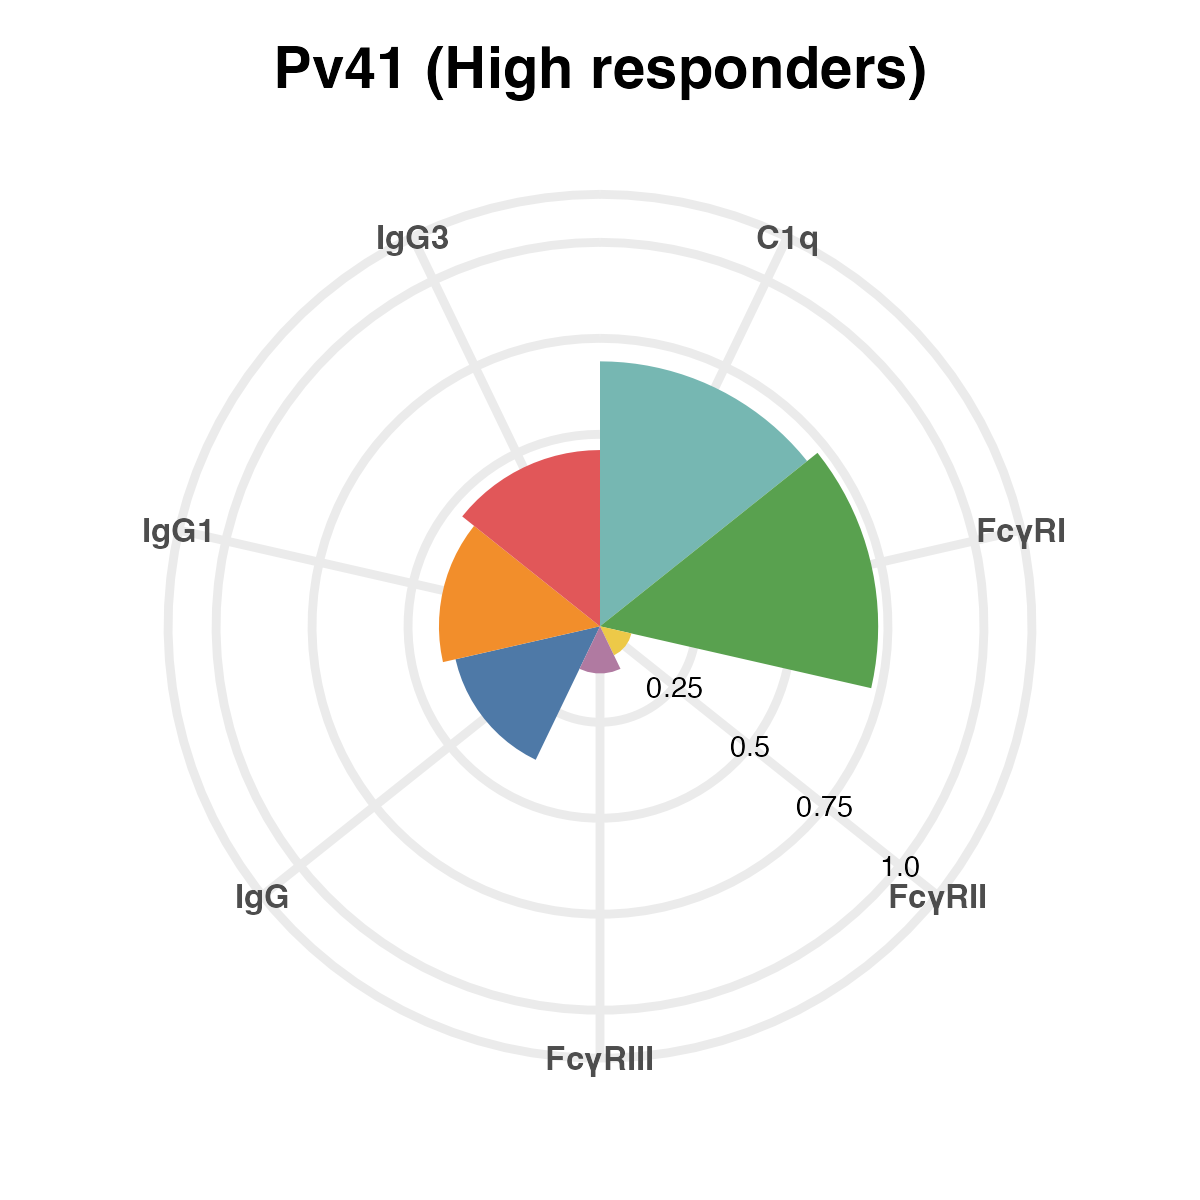 Pv41 (High responders)
IgG3
C1q
IgG1
FcγRI
0.25
0.5
0.75
1.0
IgG
FcγRII
FcγRIII